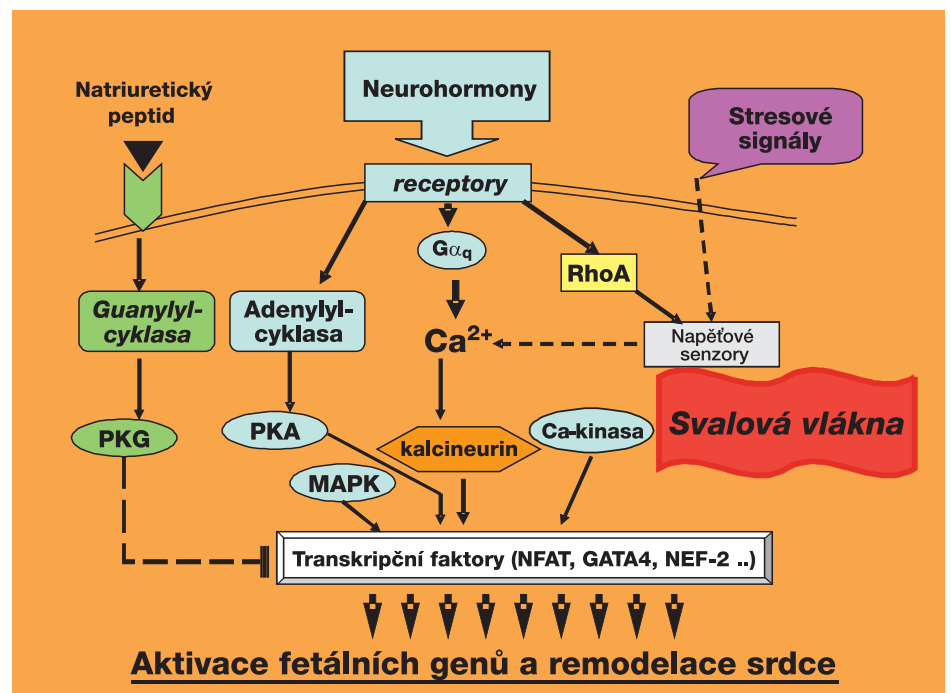 Natriuretický
peptid
Neurohormony
Stresové
signály
receptory
Gαq
RhoA
Guanylyl-
cyklasa
Adenylyl-
cyklasa
Ca2+
Napěťové
senzory
PKG
PKA
kalcineurin
Ca-kinasa
Svalová vlákna
MAPK
Transkripční faktory (NFAT, GATA4, NEF-2 ..)
Aktivace fetálních genů a remodelace srdce